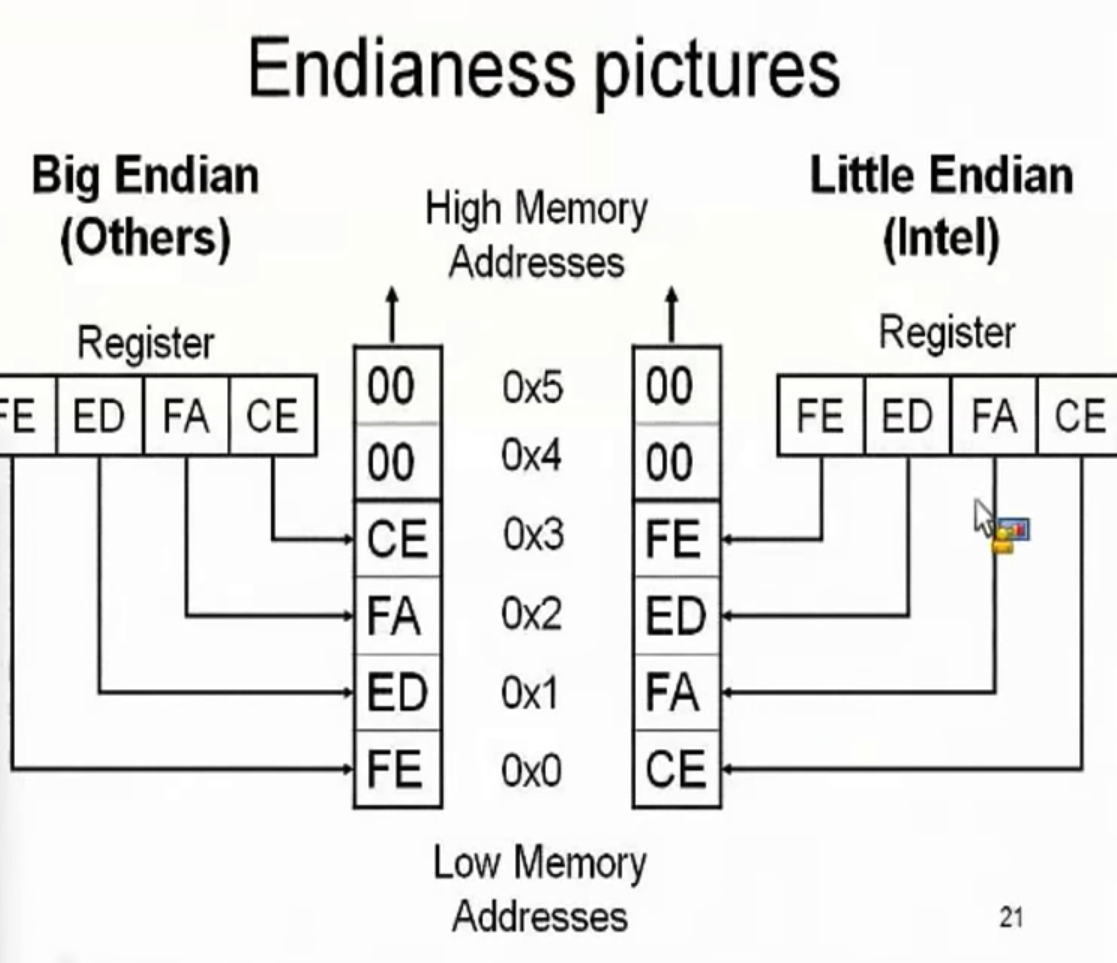 Endianess pictures
Big Endian
(Others)
High Memory
Addresses
Little Endian
(Intel)
Register
Register
FE ED FA CE
00 0x5 00
FE ED FA CE
00 0x4 00
CE 0x3 FE
FA 0x2 ED
ED 0x1 FA
FE 0x0 CE
Low Memory
Addresses
21